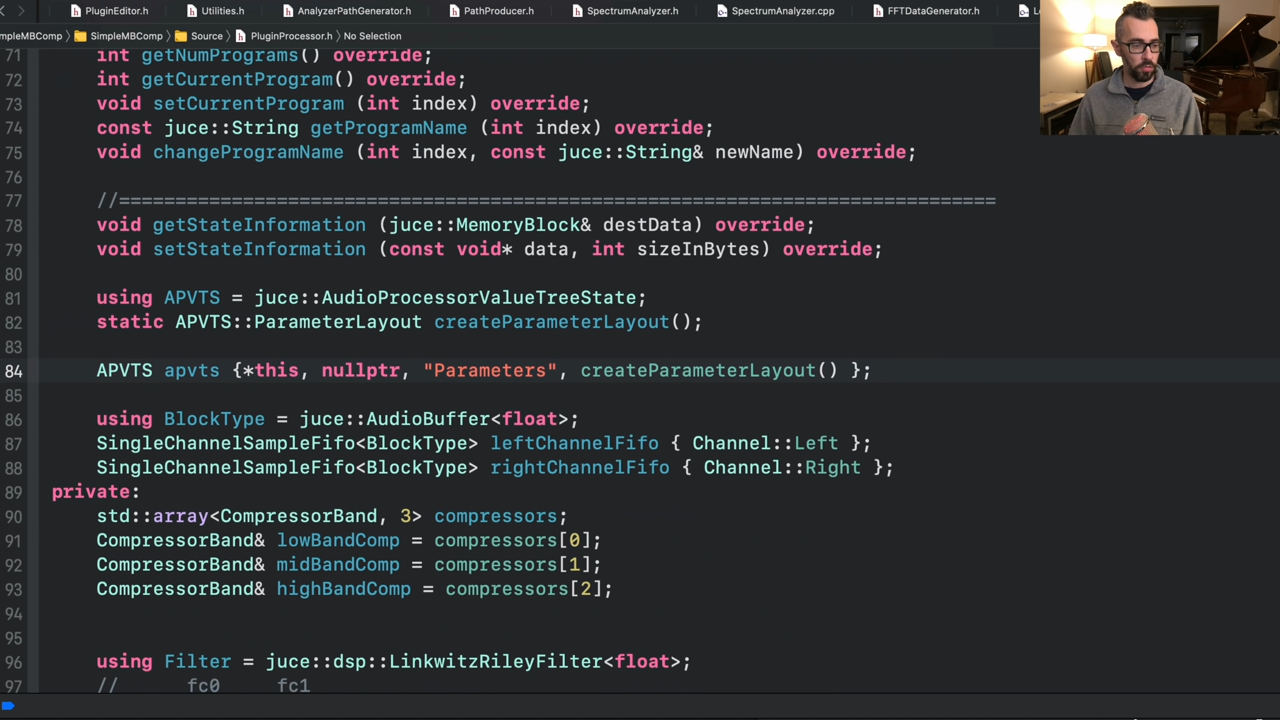 PluginEditor.h Utilities.h AnalyzerPathGenerator.h PathProducer.h SpectrumAnalyzer.h SpectrumAnalyzer.cpp FFTDataGenerator.h
SimpleMBComp Source PluginProcessor.h No Selection
71 int getNumPrograms() override;
72 int getCurrentProgram() override;
73 void setCurrentProgram (int index) override;
74 const juce::String getProgramName (int index) override;
75 void changeProgramName (int index, const juce::String& newName) override;
76
77 //==============================================================================
78 void getStateInformation (juce::MemoryBlock& destData) override;
79 void setStateInformation (const void* data, int sizeInBytes) override;
80
81 using APVTS = juce::AudioProcessorValueTreeState;
82 static APVTS::ParameterLayout createParameterLayout();
83
84 APVTS apvts {*this, nullptr, "Parameters", createParameterLayout() };
85
86 using BlockType = juce::AudioBuffer<float>;
87 SingleChannelSampleFifo<BlockType> leftChannelFifo { Channel::Left };
88 SingleChannelSampleFifo<BlockType> rightChannelFifo { Channel::Right };
89 private:
90 std::array<CompressorBand, 3> compressors;
91 CompressorBand& lowBandComp = compressors[0];
92 CompressorBand& midBandComp = compressors[1];
93 CompressorBand& highBandComp = compressors[2];
94
95
96 using Filter = juce::dsp::LinkwitzRileyFilter<float>;
97 // fc0 fc1